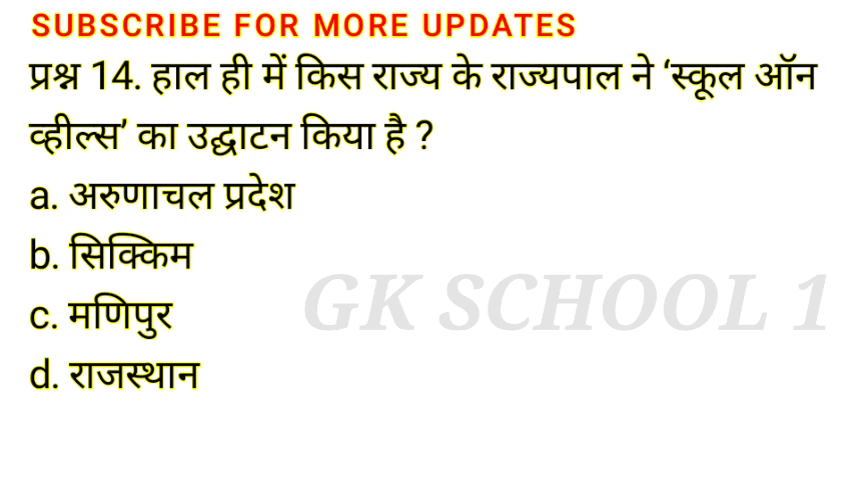 SUBSCRIBE FOR MORE UPDATES
प्रश्न 14. हाल ही में किस राज्य के राज्यपाल ने ‘स्कूल ऑन
व्हील्स’ का उद्घाटन किया है ?
a. अरुणाचल प्रदेश
b. सिक्किम
c. मणिपुर
GK SCHOOL 1
d. राजस्थान